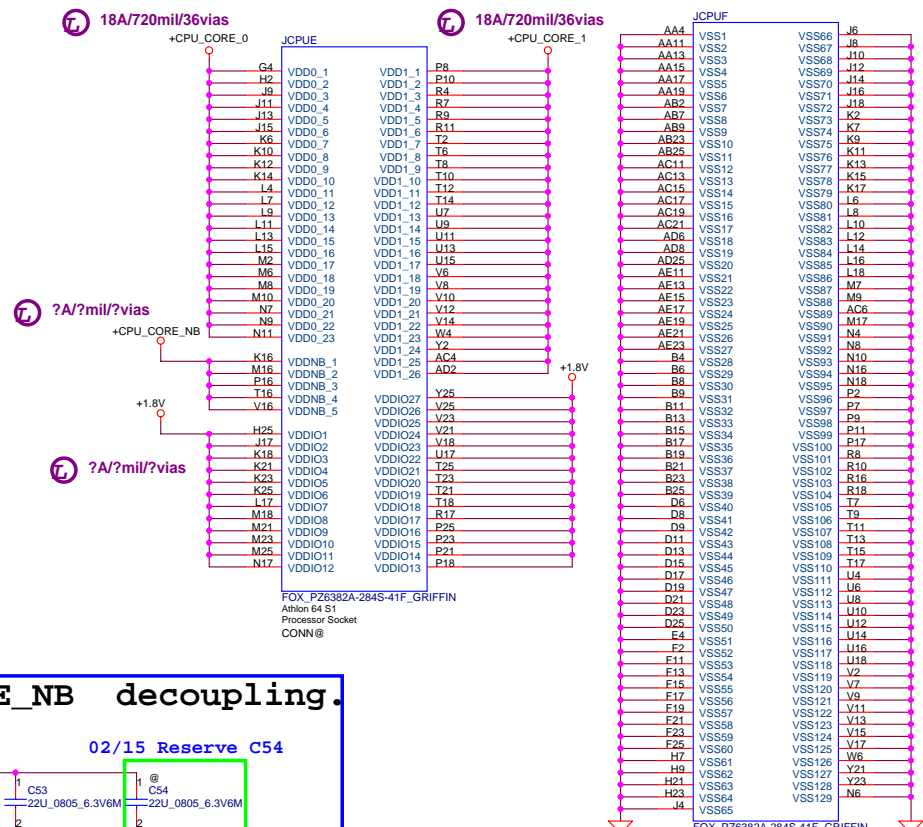 18A/720mil/36vias
+CPU_CORE_0
18A/720mil/36vias
+CPU_CORE_1
JCPUE
G4 VDD0_1 VDD1_1 P8
H2 VDD0_2 VDD1_2 P10
J9 VDD0_3 VDD1_3 R4
J11 VDD0_4 VDD1_4 R7
J13 VDD0_5 VDD1_5 R9
J15 VDD0_6 VDD1_6 R11
K6 VDD0_7 VDD1_7 T2
K10 VDD0_8 VDD1_8 T6
K12 VDD0_9 VDD1_9 T8
K14 VDD0_10 VDD1_10 T10
L4 VDD0_11 VDD1_11 T12
L7 VDD0_12 VDD1_12 T14
L9 VDD0_13 VDD1_13 U7
L11 VDD0_14 VDD1_14 U9
L13 VDD0_15 VDD1_15 U11
L15 VDD0_16 VDD1_16 U13
M2 VDD0_17 VDD1_17 U15
M6 VDD0_18 VDD1_18 V6
M8 VDD0_19 VDD1_19 V8
M10 VDD0_20 VDD1_20 V10
N7 VDD0_21 VDD1_21 V12
N9 VDD0_22 VDD1_22 V14
N11 VDD0_23 VDD1_23 W4
VDD1_24 Y2
VDD1_25 AC4
VDD1_26 AD2
?A/?mil/?vias
+CPU_CORE_NB
K16 VDDNB_1
M16 VDDNB_2
P16 VDDNB_3
T16 VDDNB_4
V16 VDDNB_5
+1.8V
+1.8V
?A/?mil/?vias
VDDIO27 Y25
VDDIO26 V25
VDDIO25 V23
H25 VDDIO1 VDDIO24 V21
J17 VDDIO2 VDDIO23 V18
K18 VDDIO3 VDDIO22 U17
K21 VDDIO4 VDDIO21 T25
K23 VDDIO5 VDDIO20 T23
K25 VDDIO6 VDDIO19 T21
L17 VDDIO7 VDDIO18 T18
M18 VDDIO8 VDDIO17 R17
M21 VDDIO9 VDDIO16 P25
M23 VDDIO10 VDDIO15 P23
M25 VDDIO11 VDDIO14 P21
N17 VDDIO12 VDDIO13 P18
FOX_PZ6382A-284S-41F_GRIFFIN
Athlon 64 S1
Processor Socket
CONN@
JCPUF
AA4 VSS1 VSS66 J6
AA11 VSS2 VSS67 J8
AA13 VSS3 VSS68 J10
AA15 VSS4 VSS69 J12
AA17 VSS5 VSS70 J14
AA19 VSS6 VSS71 J16
AB2 VSS7 VSS72 J18
AB7 VSS8 VSS73 K2
AB9 VSS9 VSS74 K7
AB23 VSS10 VSS75 K9
AB25 VSS11 VSS76 K11
AC11 VSS12 VSS77 K13
AC13 VSS13 VSS78 K15
AC15 VSS14 VSS79 K17
AC17 VSS15 VSS80 L6
AC19 VSS16 VSS81 L8
AC21 VSS17 VSS82 L10
AD6 VSS18 VSS83 L12
AD8 VSS19 VSS84 L14
AD25 VSS20 VSS85 L16
AE11 VSS21 VSS86 L18
AE13 VSS22 VSS87 M7
AE15 VSS23 VSS88 M9
AE17 VSS24 VSS89 AC6
AE19 VSS25 VSS90 M17
AE21 VSS26 VSS91 N4
AE23 VSS27 VSS92 N8
B4 VSS28 VSS93 N10
B6 VSS29 VSS94 N16
B8 VSS30 VSS95 N18
B9 VSS31 VSS96 P2
B11 VSS32 VSS97 P7
B13 VSS33 VSS98 P9
B15 VSS34 VSS99 P11
B17 VSS35 VSS100 P17
B19 VSS36 VSS101 R8
B21 VSS37 VSS102 R10
B23 VSS38 VSS103 R16
B25 VSS39 VSS104 R18
D6 VSS40 VSS105 T7
D8 VSS41 VSS106 T9
D9 VSS42 VSS107 T11
D11 VSS43 VSS108 T13
D13 VSS44 VSS109 T15
D15 VSS45 VSS110 T17
D17 VSS46 VSS111 U4
D19 VSS47 VSS112 U6
D21 VSS48 VSS113 U8
D23 VSS49 VSS114 U10
D25 VSS50 VSS115 U12
E4 VSS51 VSS116 U14
F2 VSS52 VSS117 U16
F11 VSS53 VSS118 U18
F13 VSS54 VSS119 V2
F15 VSS55 VSS120 V7
F17 VSS56 VSS121 V9
F19 VSS57 VSS122 V11
F21 VSS58 VSS123 V13
F23 VSS59 VSS124 V15
F25 VSS60 VSS125 V17
H7 VSS61 VSS126 W6
H9 VSS62 VSS127 Y21
H21 VSS63 VSS128 Y23
H23 VSS64 VSS129 N6
J4 VSS65
FOX_PZ6382A-284S-41F_GRIFFIN
E_NB decoupling.
02/15 Reserve C54
1
C53
22U_0805_6.3V6M
2
1
@
C54
22U_0805_6.3V6M
2